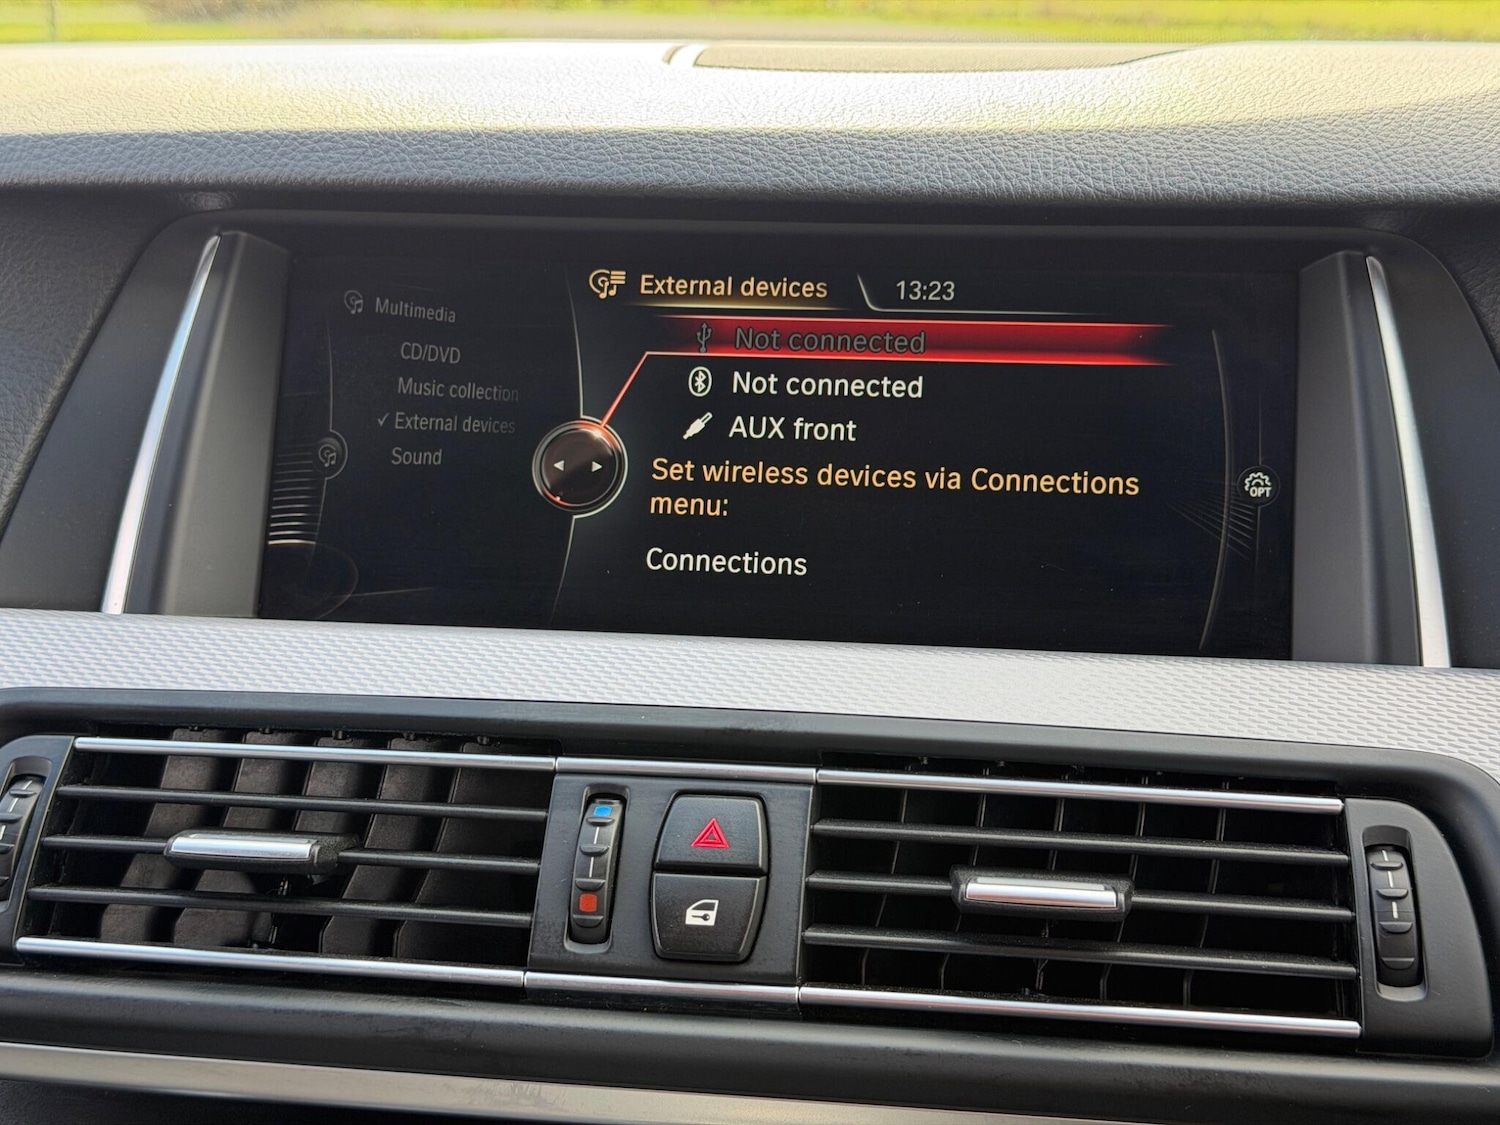 Multimedia
CD/DVD
Music collection
✓ External devices
Sound
External devices
13:23
Not connected
Not connected
AUX front
Set wireless devices via Connections
menu:
Connections
OPT